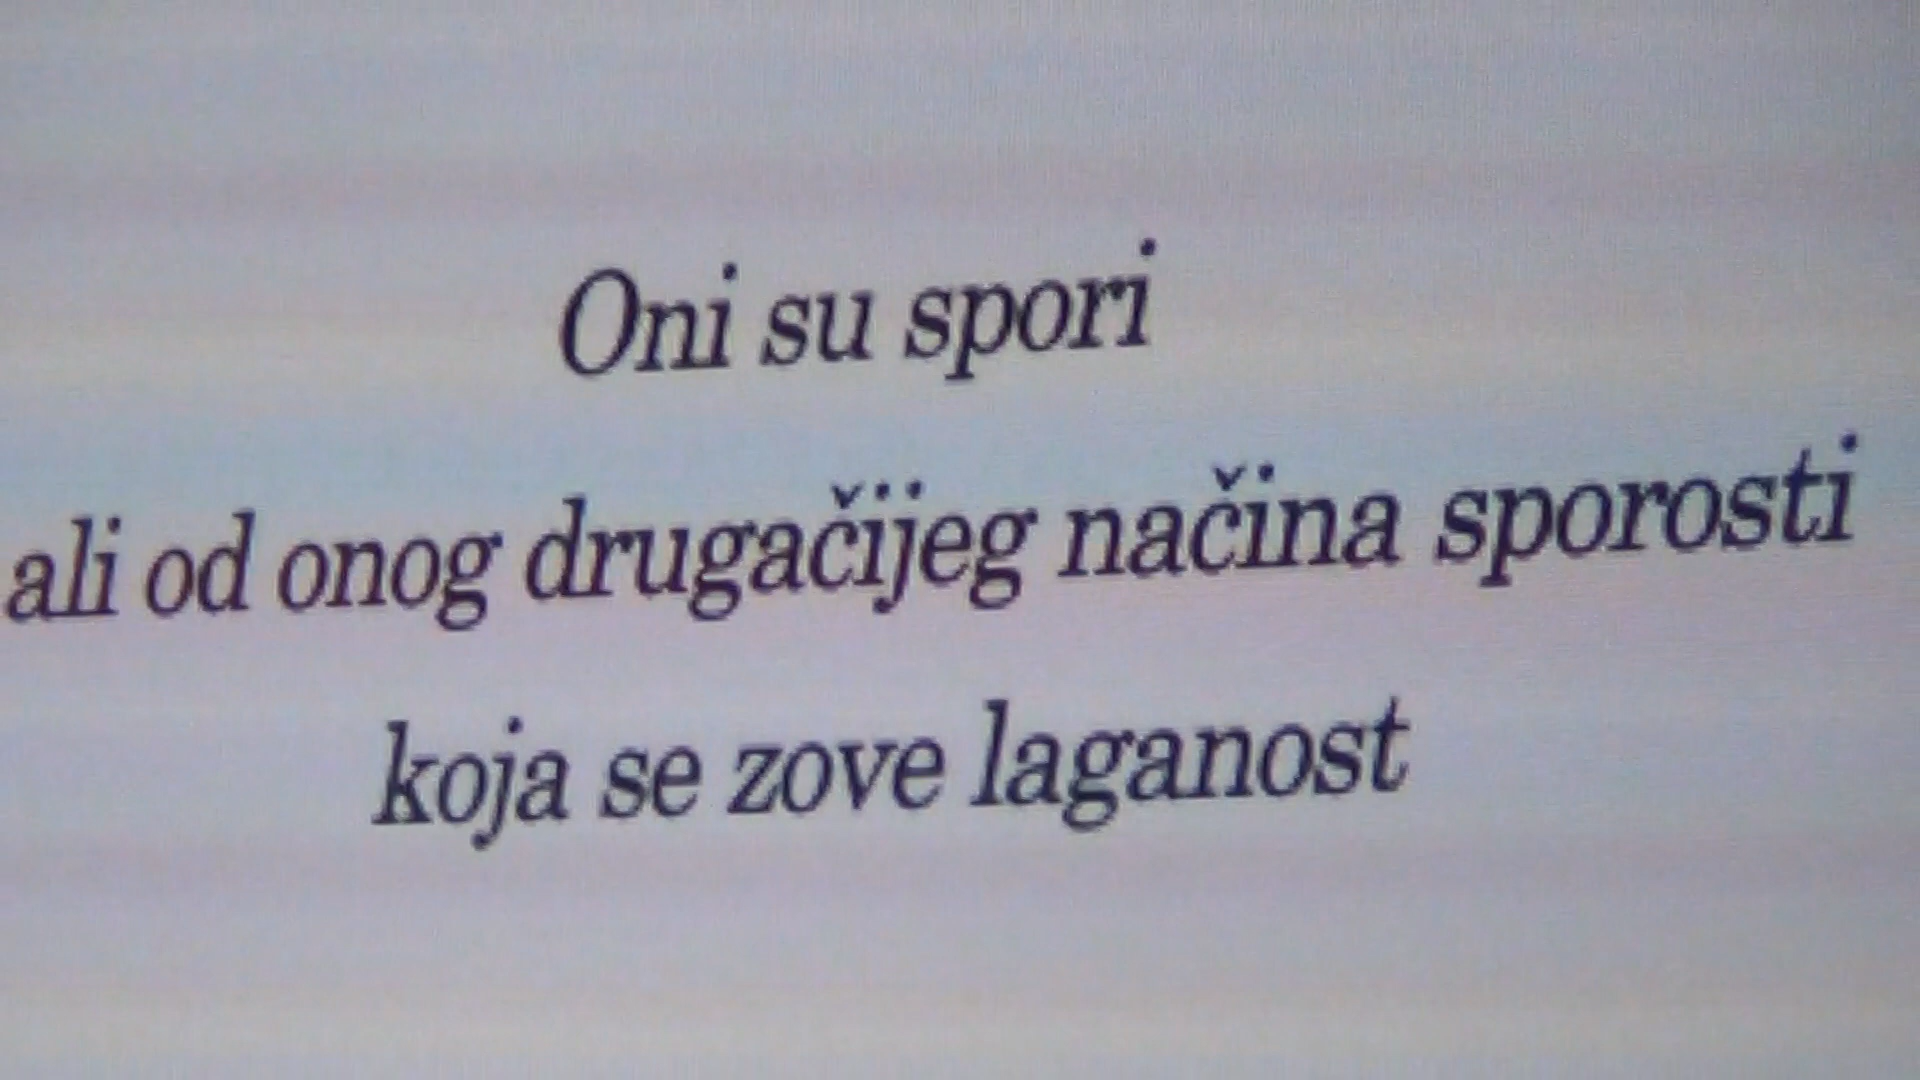 Oni su spori
ali od onog drugačijeg načina sporosti
koja se zove laganost